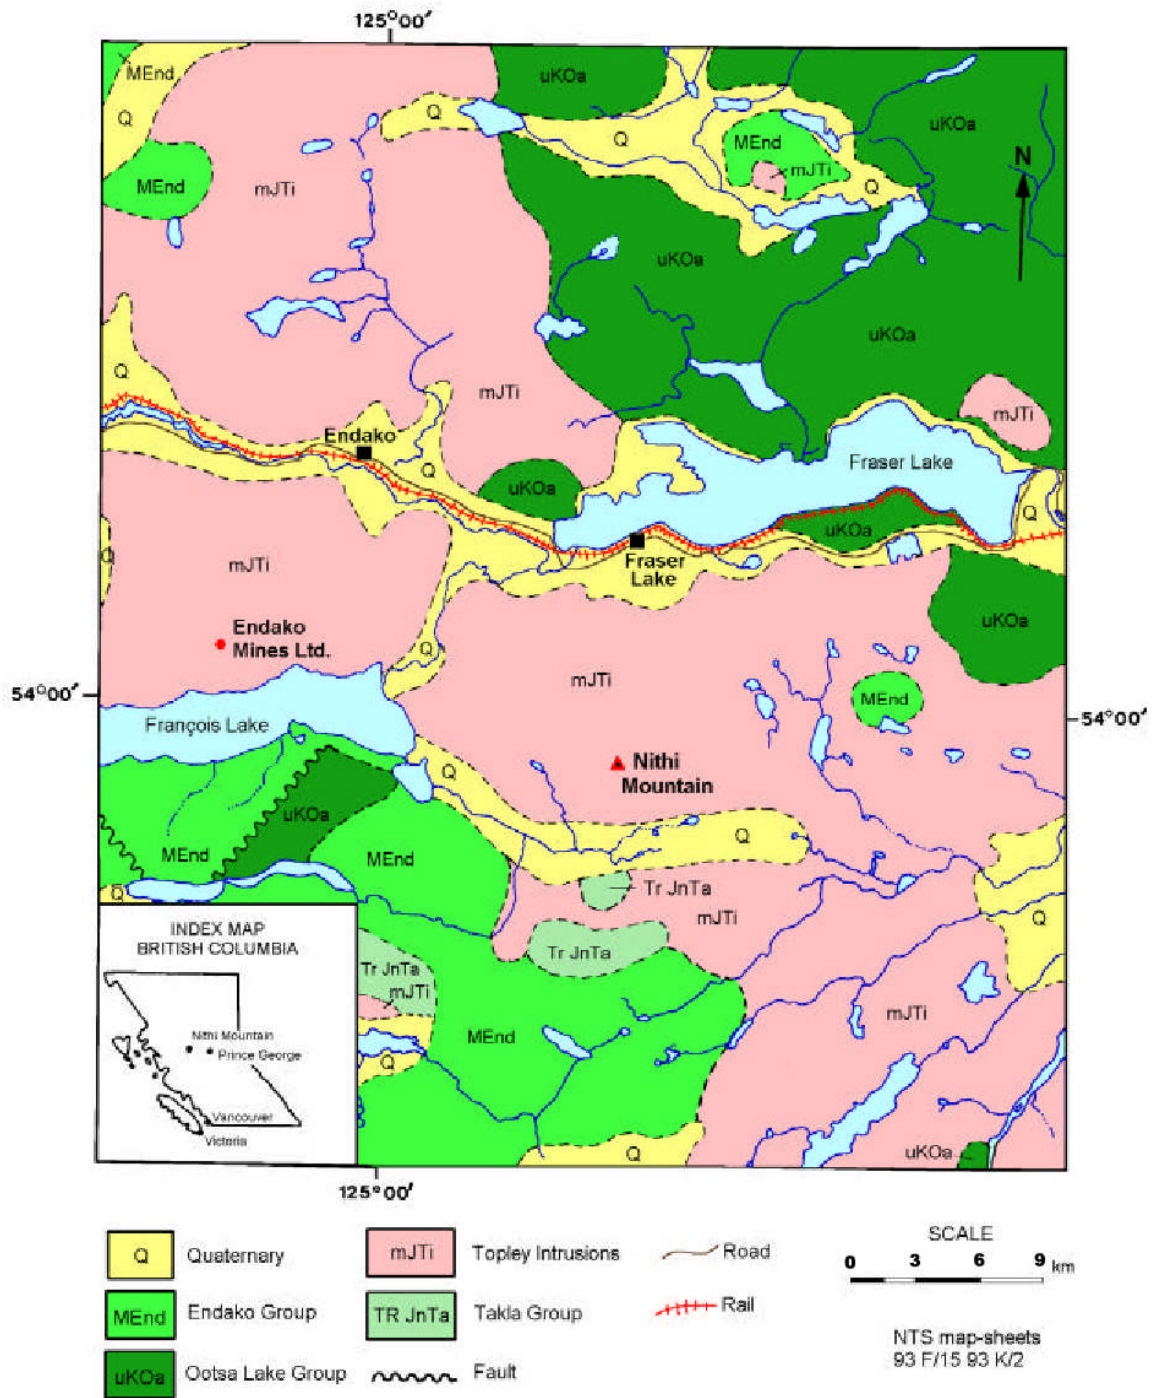 125°00′
MEnd
uKOa
Q
Q
uKOa
Q
MEnd
mJTi
MEnd
mJTi
Q
uKOa
N
uKOa
Q
mJTi
mJTi
Endako
Q
Fraser Lake
uKOa
Q
uKOa
Q
mJTi
Fraser
Lake
uKOa
Endako
Mines Ltd.
Q
mJTi
54°00′
MEnd
54°00′
François Lake
Nithi
Mountain
Q
uKOa
Q
MEnd
MEnd
Tr JnTa
Q
mJTi
Q
INDEX MAP
BRITISH COLUMBIA
Tr JnTa
Tr JnTa
mJTi
mJTi
Nithi Mountain
Prince George
MEnd
Q
Vancouver
Victoria
Q
uKOa
125°00′
Q Quaternary
mJTi Topley Intrusions
Road
SCALE
0 3 6 9 km
MEnd Endako Group
TR JnTa Takla Group
Rail
uKOa Ootsa Lake Group
Fault
NTS map-sheets
93 F/15 93 K/2